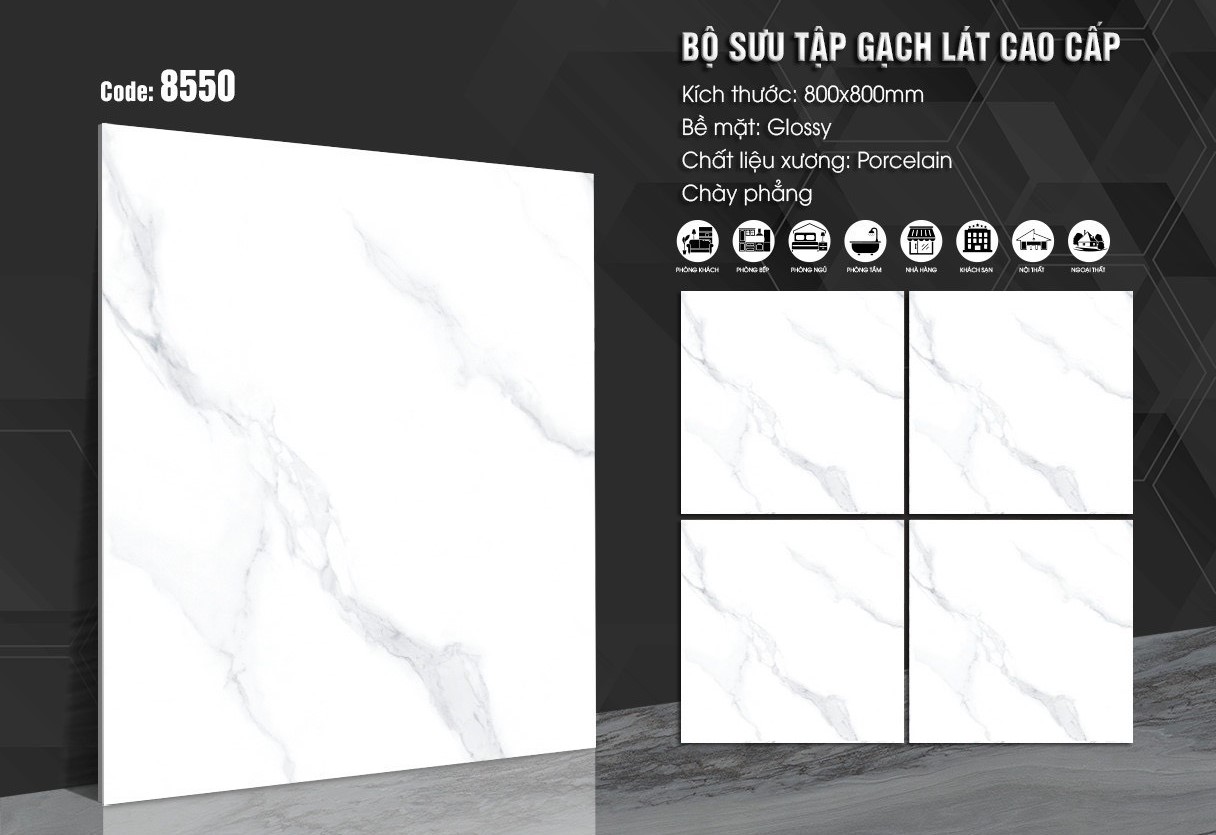 Code: 8550
BỘ SƯU TẬP GẠCH LÁT CAO CẤP
Kích thước: 800x800mm
Bề mặt: Glossy
Chất liệu xương: Porcelain
Chày phẳng
PHÒNG KHÁCH PHÒNG BẾP PHÒNG NGỦ PHÒNG TẮM NHÀ HÀNG KHÁCH SẠN NỘI THẤT NGOẠI THẤT